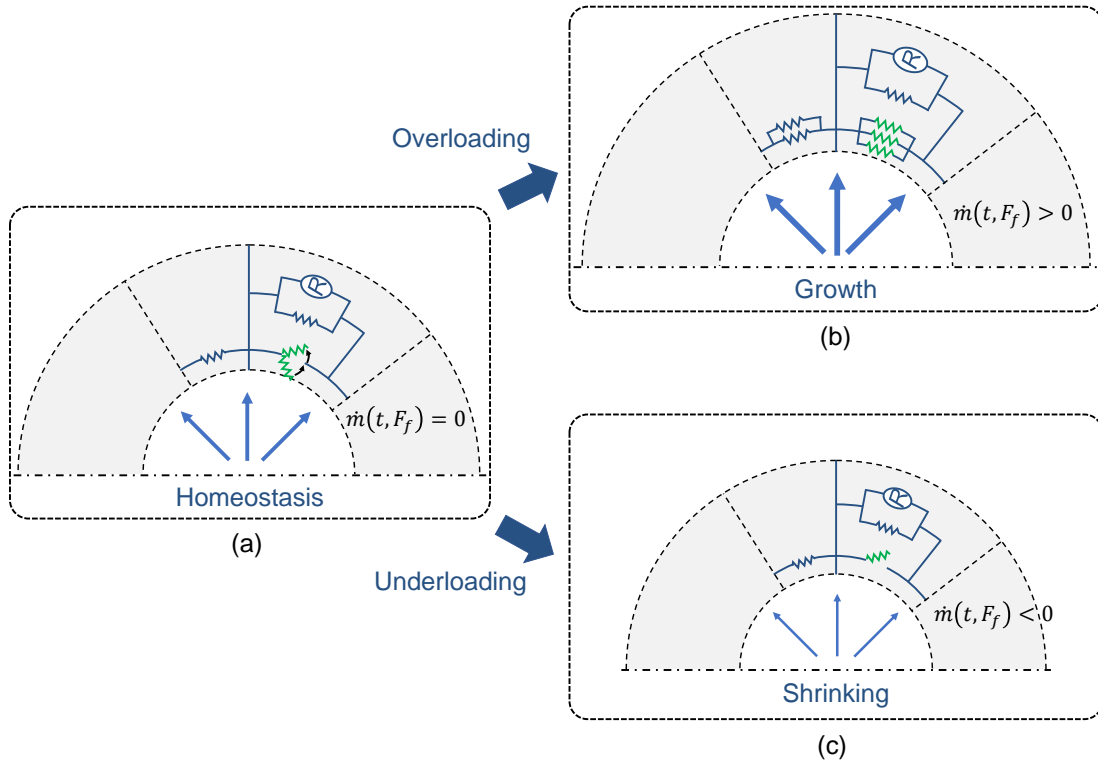 R
Overloading
ṁ(t, F_f) > 0
Growth
(b)
R
ṁ(t, F_f) = 0
Homeostasis
(a)
Underloading
R
ṁ(t, F_f) < 0
Shrinking
(c)